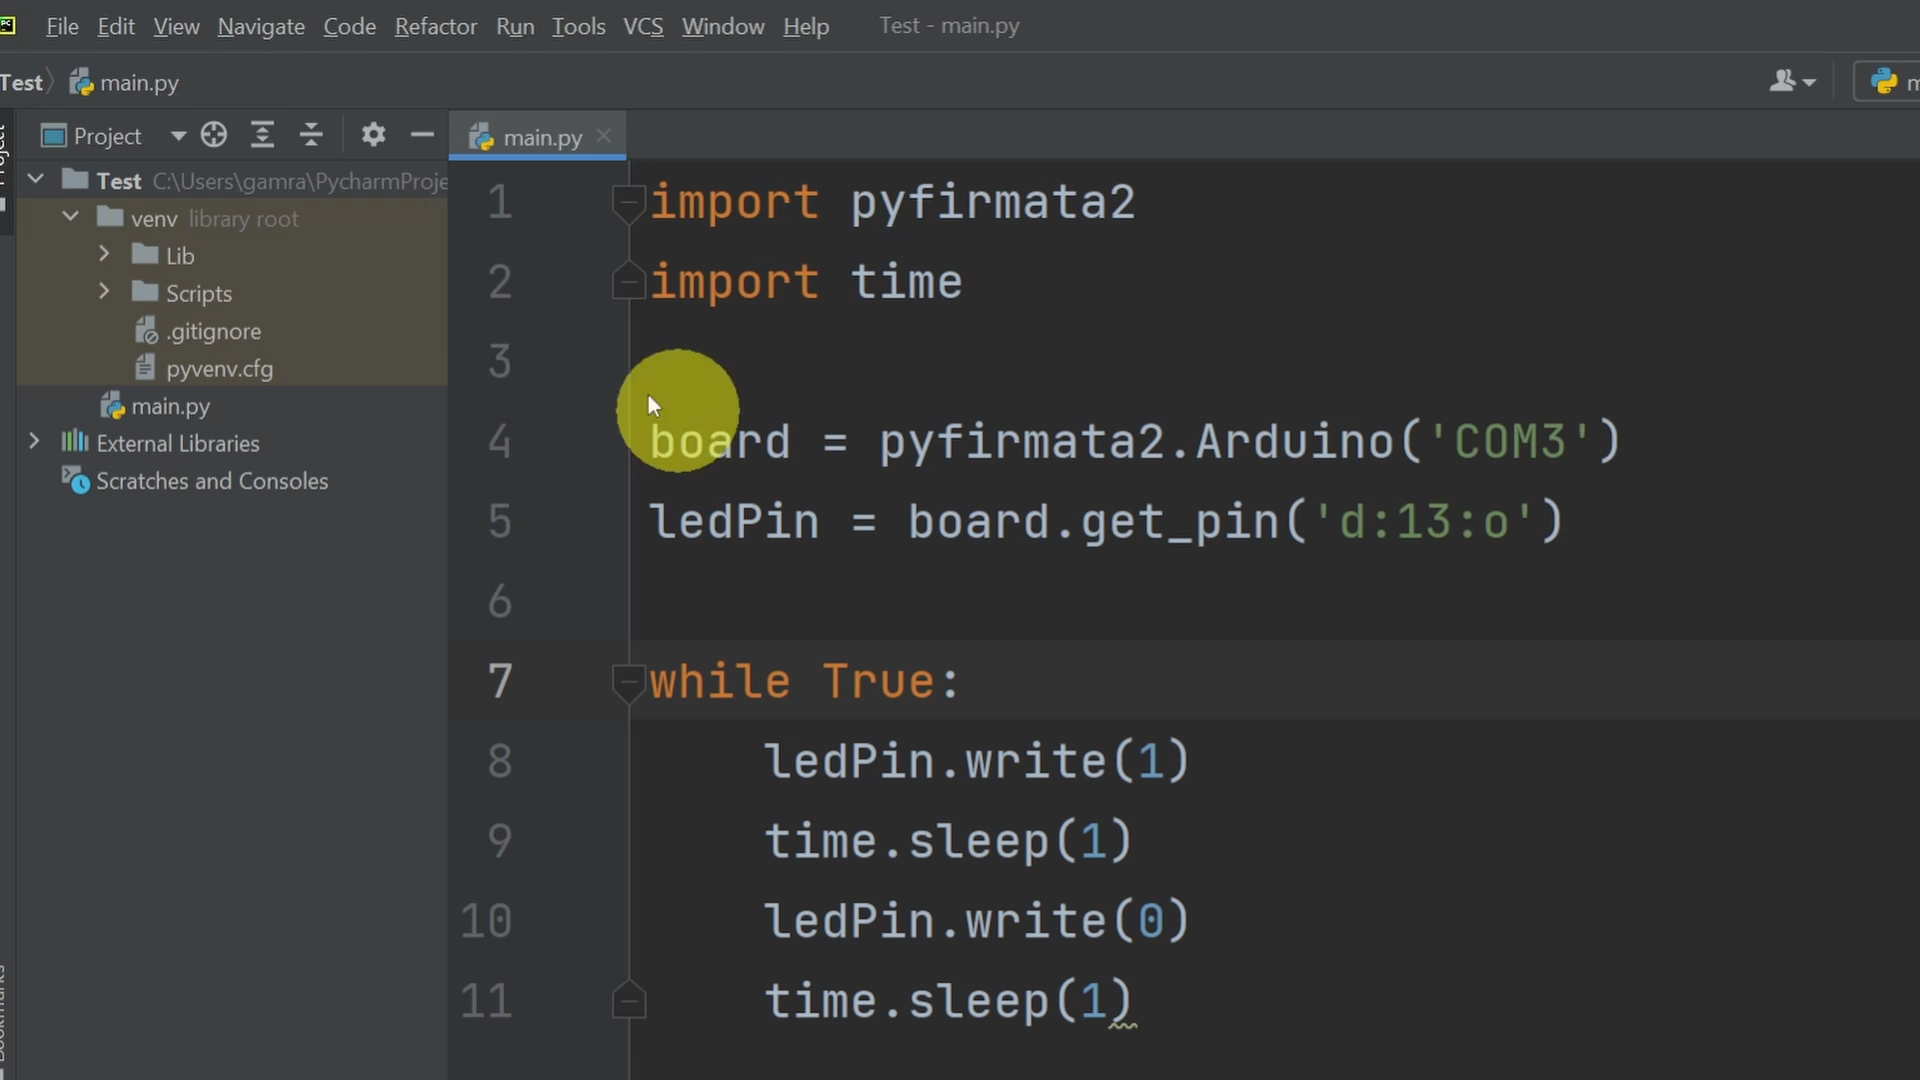 PC File Edit View Navigate Code Refactor Run Tools VCS Window Help Test - main.py
Test main.py
Project main.py
Project
Test C:\Users\gamra\PycharmProje
venv library root
Lib
Scripts
.gitignore
pyvenv.cfg
main.py
External Libraries
Scratches and Consoles
1 import pyfirmata2
2 import time
3
4 board = pyfirmata2.Arduino('COM3')
5 ledPin = board.get_pin('d:13:o')
6
7 while True:
8 ledPin.write(1)
9 time.sleep(1)
10 ledPin.write(0)
11 time.sleep(1)
Bookmarks